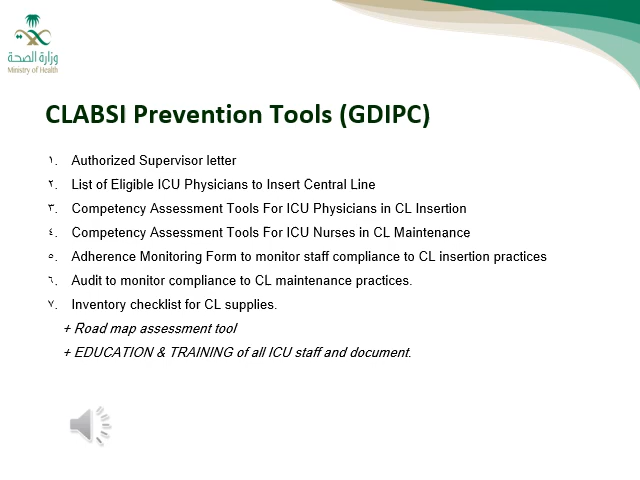 وزارة الصحة
Ministry of Health
CLABSI Prevention Tools (GDIPC)
١. Authorized Supervisor letter
٢. List of Eligible ICU Physicians to Insert Central Line
٣. Competency Assessment Tools For ICU Physicians in CL Insertion
٤. Competency Assessment Tools For ICU Nurses in CL Maintenance
٥. Adherence Monitoring Form to monitor staff compliance to CL insertion practices
٦. Audit to monitor compliance to CL maintenance practices.
٧. Inventory checklist for CL supplies.
+ Road map assessment tool
+ EDUCATION & TRAINING of all ICU staff and document.